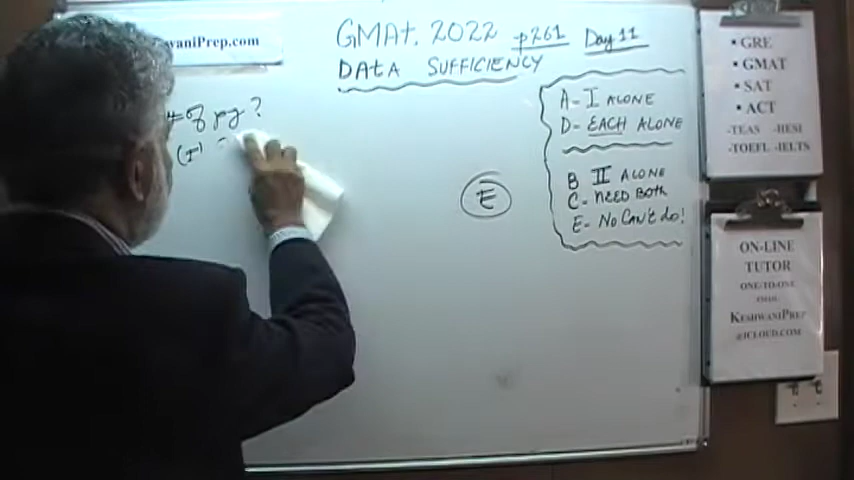 waniPrep.com
GMAt. 2022 p261 Day 11
DAtA SUFFICIENCY
# of
?
A- I ALONE
D- EACH ALONE
B II ALONE
C- NEED BOTH
E- No CAN't do!
E
• GRE
• GMAT
• SAT
• ACT
-TEAS -HESI
-TOEFL -IELTS
ON-LINE
TUTOR
ONE-TO-ONE
KESHWANIPREP
@ICLOUD.COM